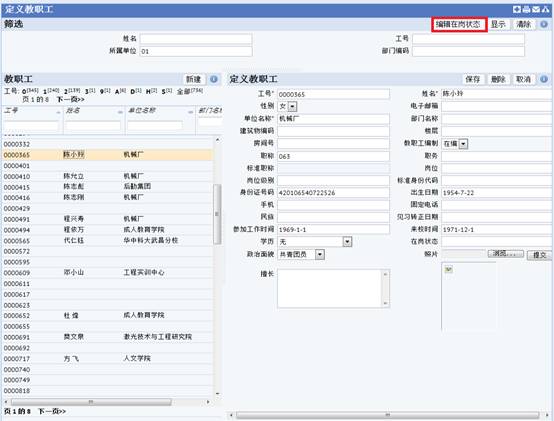 定义教职工
筛选 编辑在岗状态 显示 清除
姓名 工号
所属单位 01 部门编码
教职工 新建
工号: 0[345] 1[240] 2[139] 3[1] 9[1] A[6] D[1] H[2] S[1] 全部[736]
页 1 的 8 下一页>>
工号 姓名 单位名称 部门名称
0000332
0000365 陈小玲 机械厂
0000401
0000410 陈允立 机械厂
0000415 陈志彪 后勤集团
0000416 陈志刚 机械厂
0000429
0000491 程兴寿 机械厂
0000494 程依万 成人教育学院
0000565 代仁钰 华中科大武昌分校
0000572
0000595
0000609 邓小山 工程实训中心
0000611
0000617
0000623
0000652 杜 煌 成人教育学院
0000655
0000691 樊文泉 激光技术与工程研究院
0000692
0000717 方 飞 人文学院
0000740
0000749
0000818
页 1 的 8 下一页>>
定义教职工 保存 删除 取消
工号* 0000365 姓名* 陈小玲
性别 女 电子邮箱
单位名称* 机械厂 部门名称
建筑物编码 楼层
房间号 教职工编制 在编
职称 063 职务
标准职称 岗位
岗位级别 标准身份代码
身份证号码 420106540722526 出生日期 1954-7-22
手机 固定电话
民族 见习转正日期
参加工作时间 1969-1-1 来校时间 1971-12-1
学历 无 在岗状态
政治面貌 共青团员 照片 浏览... 提交
擅长